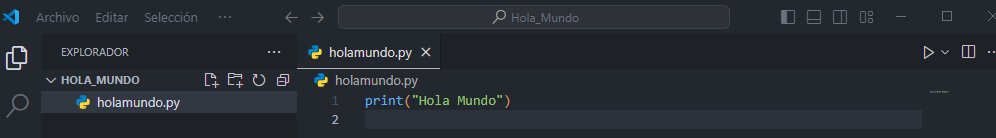 Archivo Editar Selección ··· Hola_Mundo
EXPLORADOR ··· holamundo.py
HOLA_MUNDO holamundo.py
holamundo.py 1 print("Hola Mundo")
2